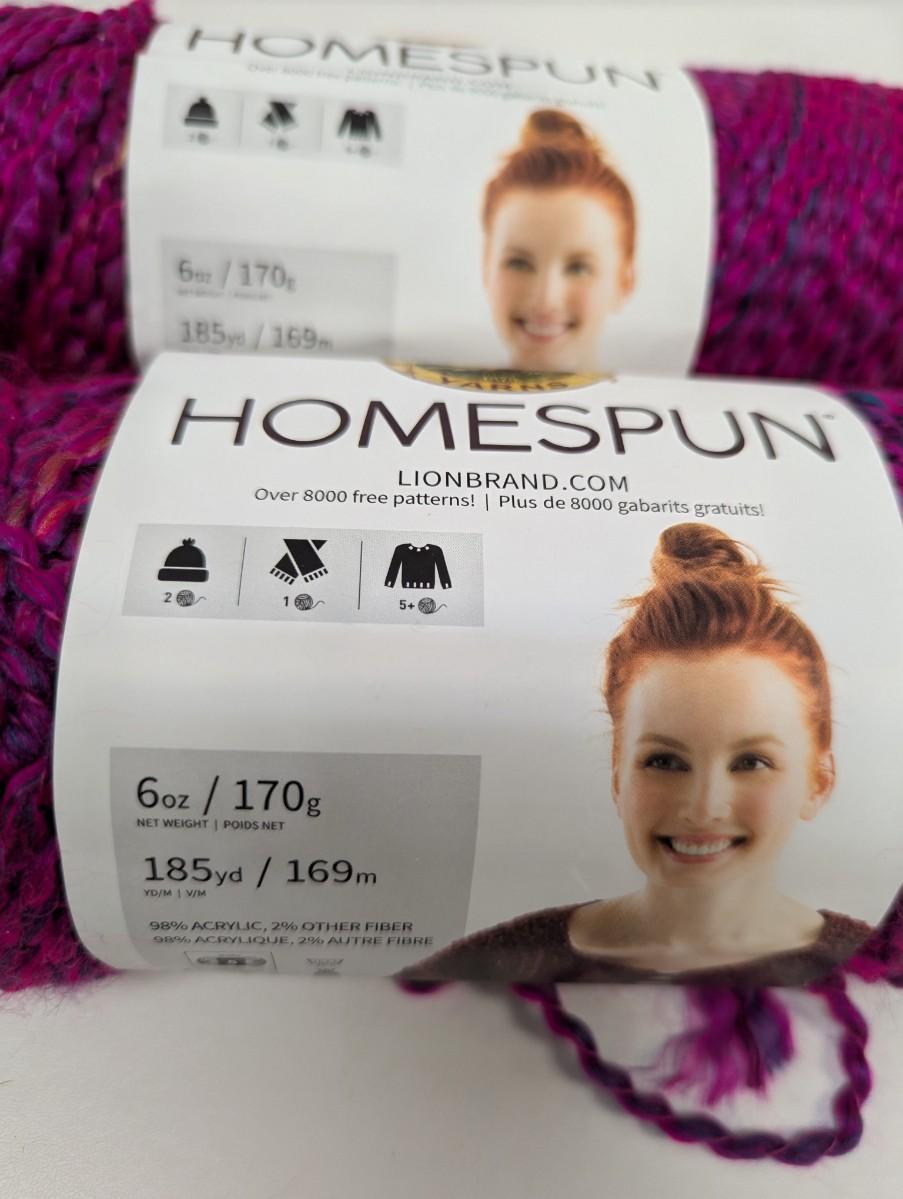 HOMESPUN
6oz / 170g
185yd / 169m
YARNS
HOMESPUN™
LIONBRAND.COM
Over 8000 free patterns! | Plus de 8000 gabarits gratuits!
2 1 5+
6oz / 170g
NET WEIGHT | POIDS NET
185yd / 169m
YD/M | V/M
98% ACRYLIC, 2% OTHER FIBER
98% ACRYLIQUE, 2% AUTRE FIBRE